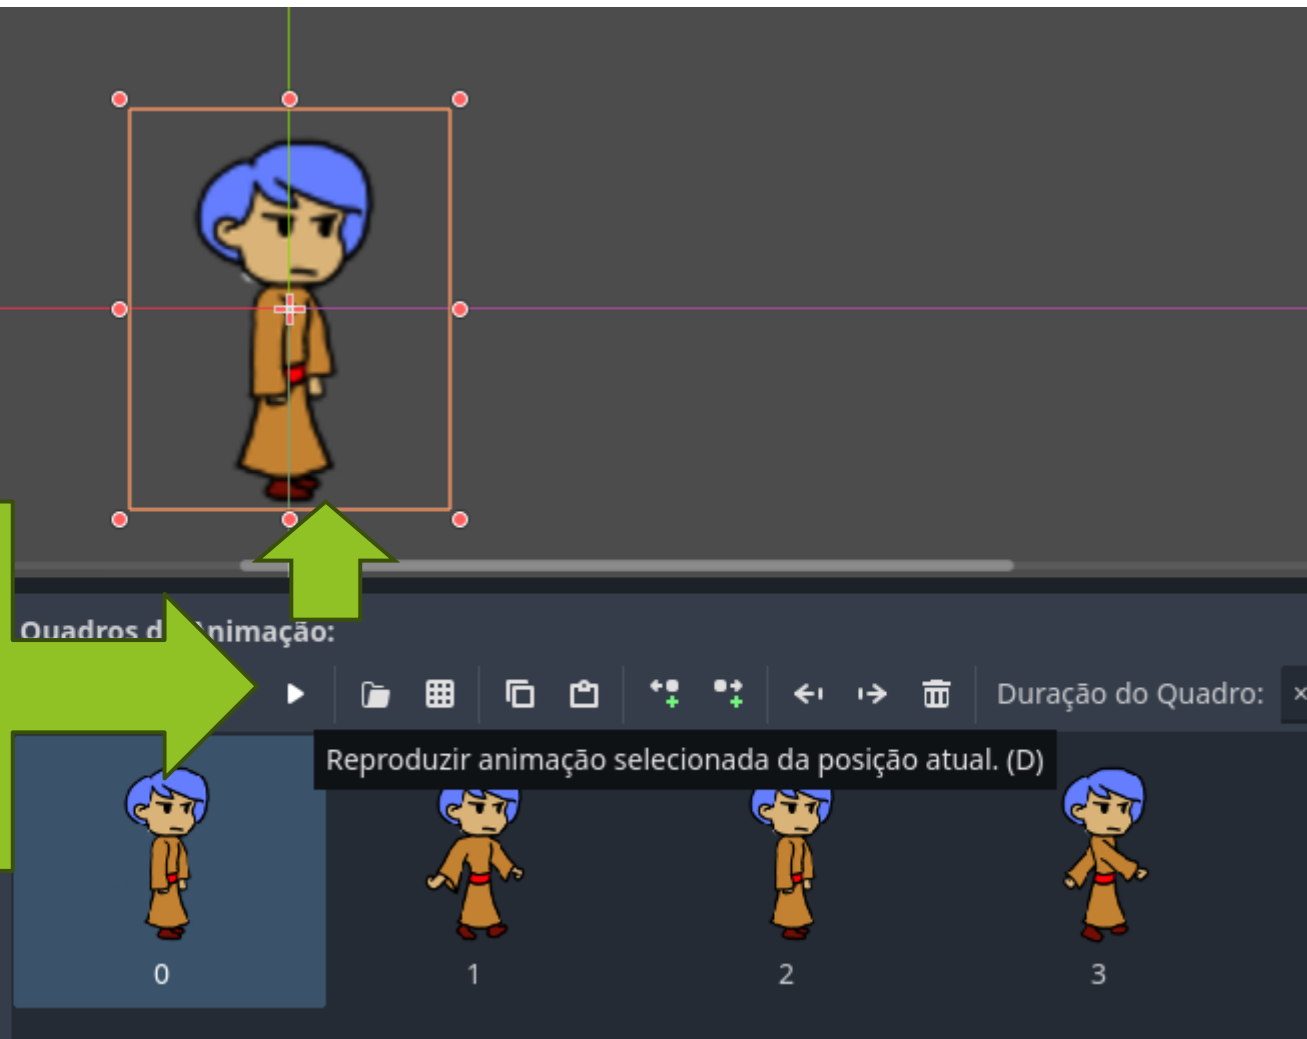 Quadros d nimação:
Duração do Quadro:
Reproduzir animação selecionada da posição atual. (D)
0 1 2 3